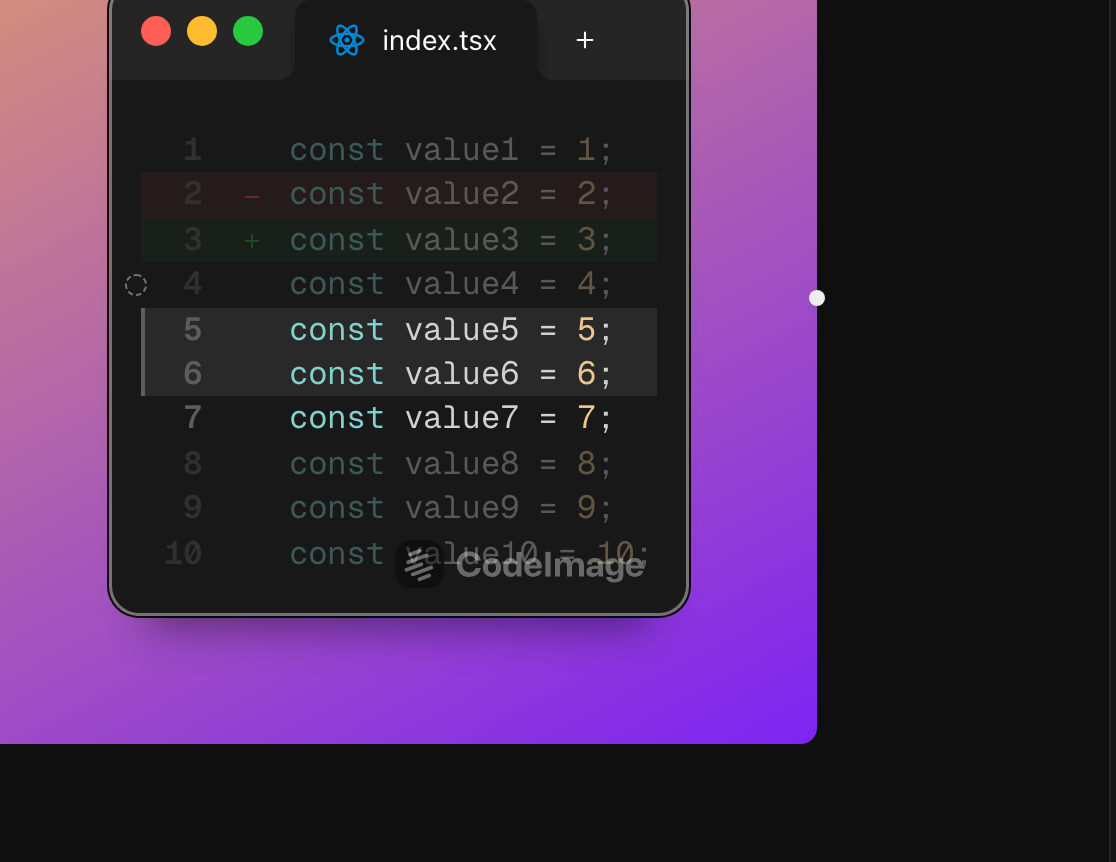 index.tsx +
1 const value1 = 1;
2 - const value2 = 2;
3 + const value3 = 3;
4 const value4 = 4;
5 const value5 = 5;
6 const value6 = 6;
7 const value7 = 7;
8 const value8 = 8;
9 const value9 = 9;
10 const value10 = 10;
CodeImage